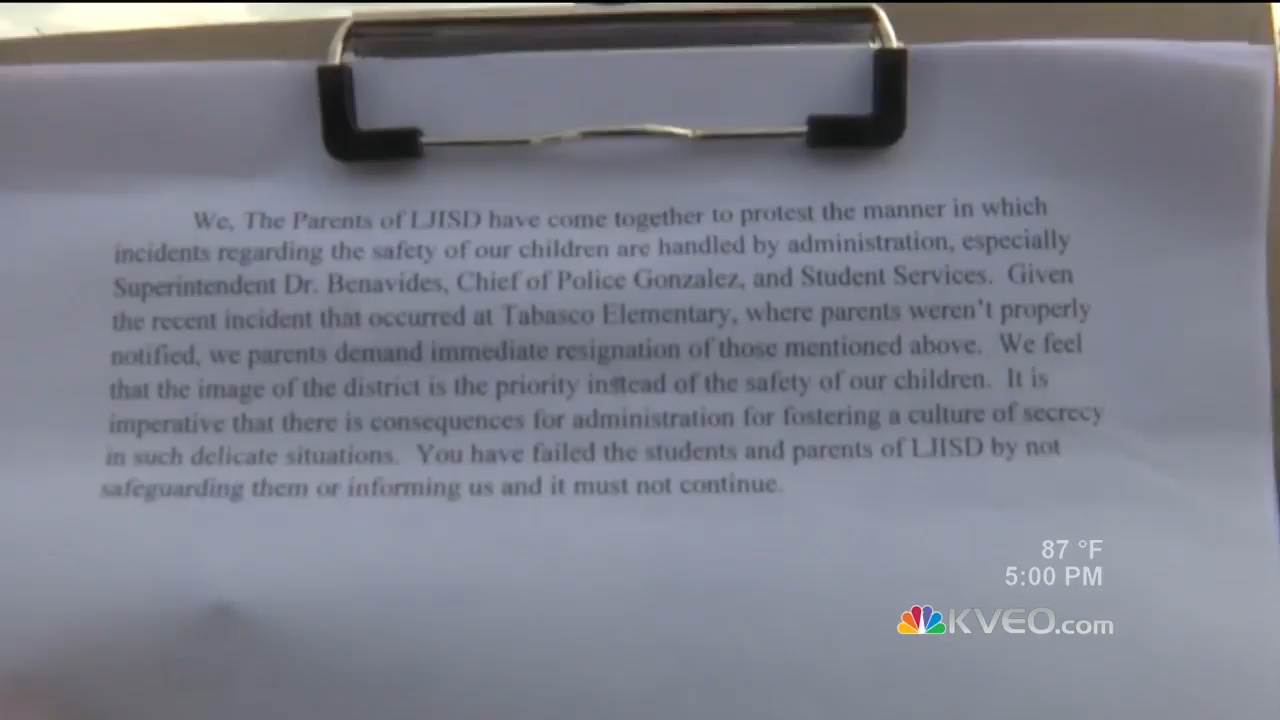 We, The Parents of LJISD have come together to protest the manner in which
incidents regarding the safety of our children are handled by administration, especially
Superintendent Dr. Benavides, Chief of Police Gonzalez, and Student Services. Given
the recent incident that occurred at Tabasco Elementary, where parents weren't properly
notified, we parents demand immediate resignation of those mentioned above. We feel
that the image of the district is the priority instead of the safety of our children. It is
imperative that there is consequences for administration for fostering a culture of secrecy
in such delicate situations. You have failed the students and parents of LJISD by not
safeguarding them or informing us and it must not continue.
87 °F
5:00 PM
KVEO.com